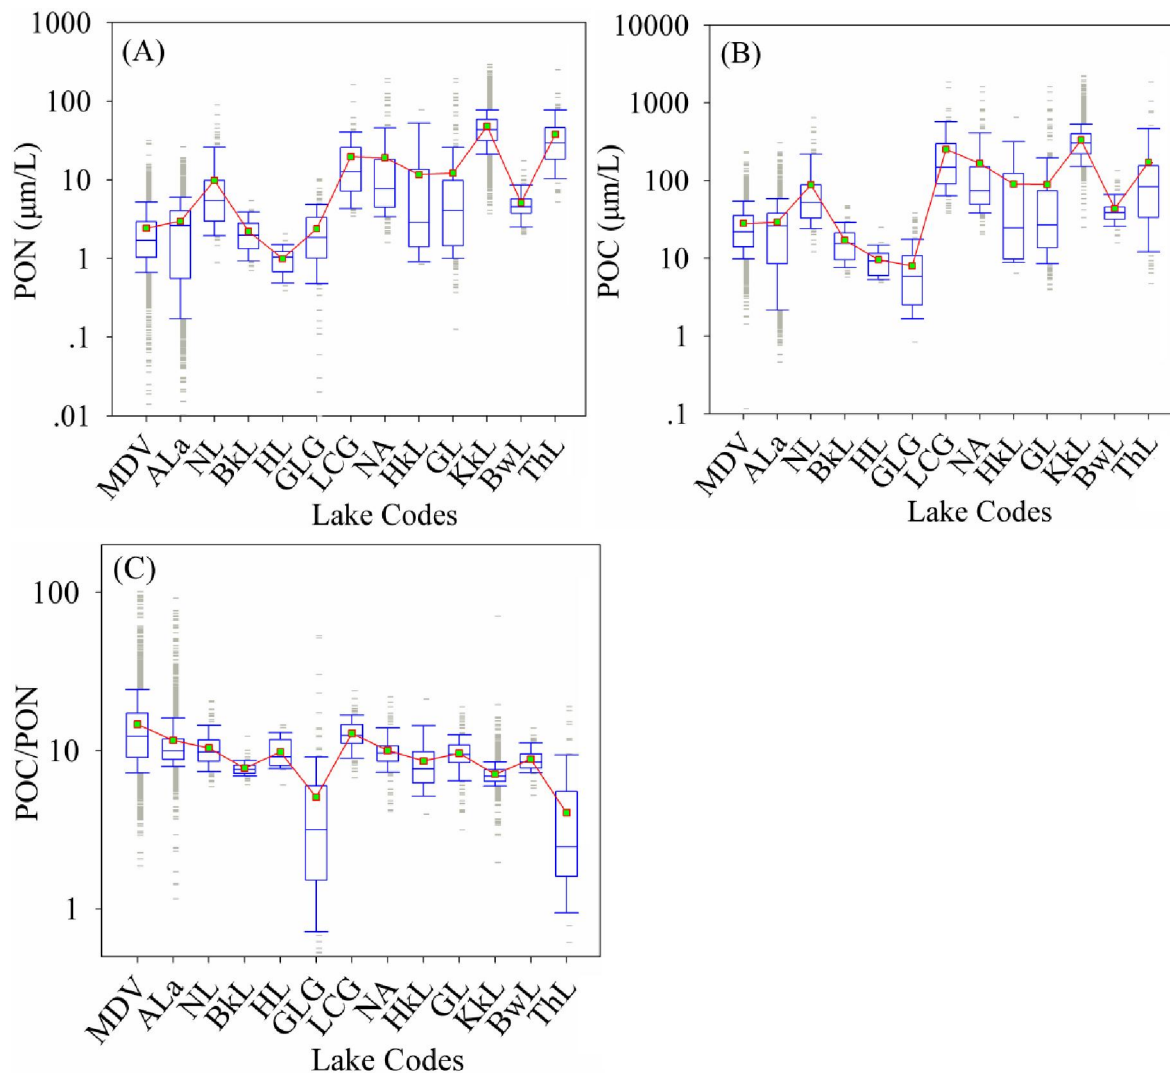 (A)
PON (µm/L)
1000
100
10
1
.1
.01
MDV
ALa
NL
BkL
HL
GLG
LCG
NA
HkL
GL
KkL
BwL
ThL
Lake Codes
(B)
POC (µm/L)
10000
1000
100
10
1
.1
MDV
ALa
NL
BkL
HL
GLG
LCG
NA
HkL
GL
KkL
BwL
ThL
Lake Codes
(C)
POC/PON
100
10
1
MDV
ALa
NL
BkL
HL
GLG
LCG
NA
HkL
GL
KkL
BwL
ThL
Lake Codes